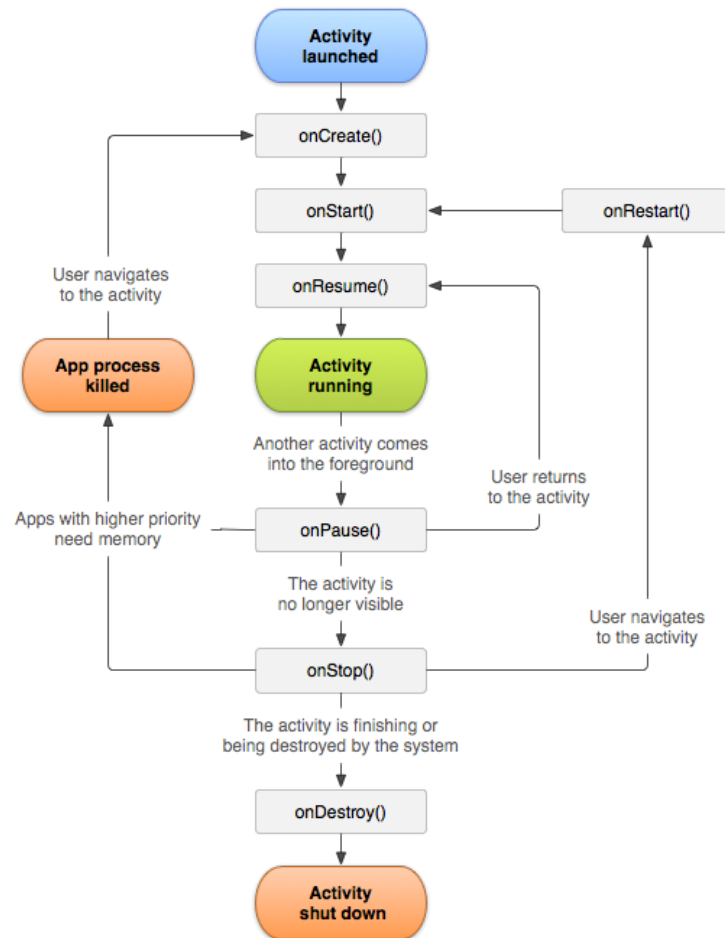 Activity
launched
onCreate()
onStart()
onRestart()
onResume()
User navigates
to the activity
App process
killed
Activity
running
Another activity comes
into the foreground
User returns
to the activity
Apps with higher priority
need memory
onPause()
The activity is
no longer visible
User navigates
to the activity
onStop()
The activity is finishing or
being destroyed by the system
onDestroy()
Activity
shut down